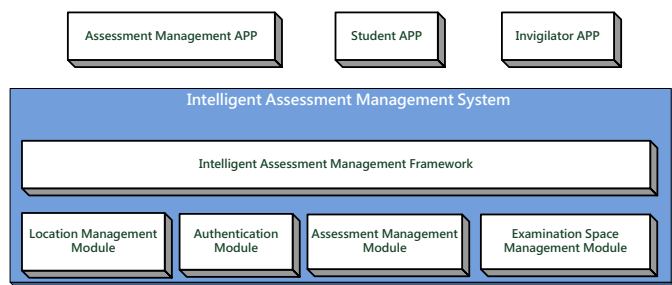 Assessment Management APP
Student APP
Invigilator APP
Intelligent Assessment Management System
Intelligent Assessment Management Framework
Location Management
Module
Authentication
Module
Assessment Management
Module
Examination Space
Management Module